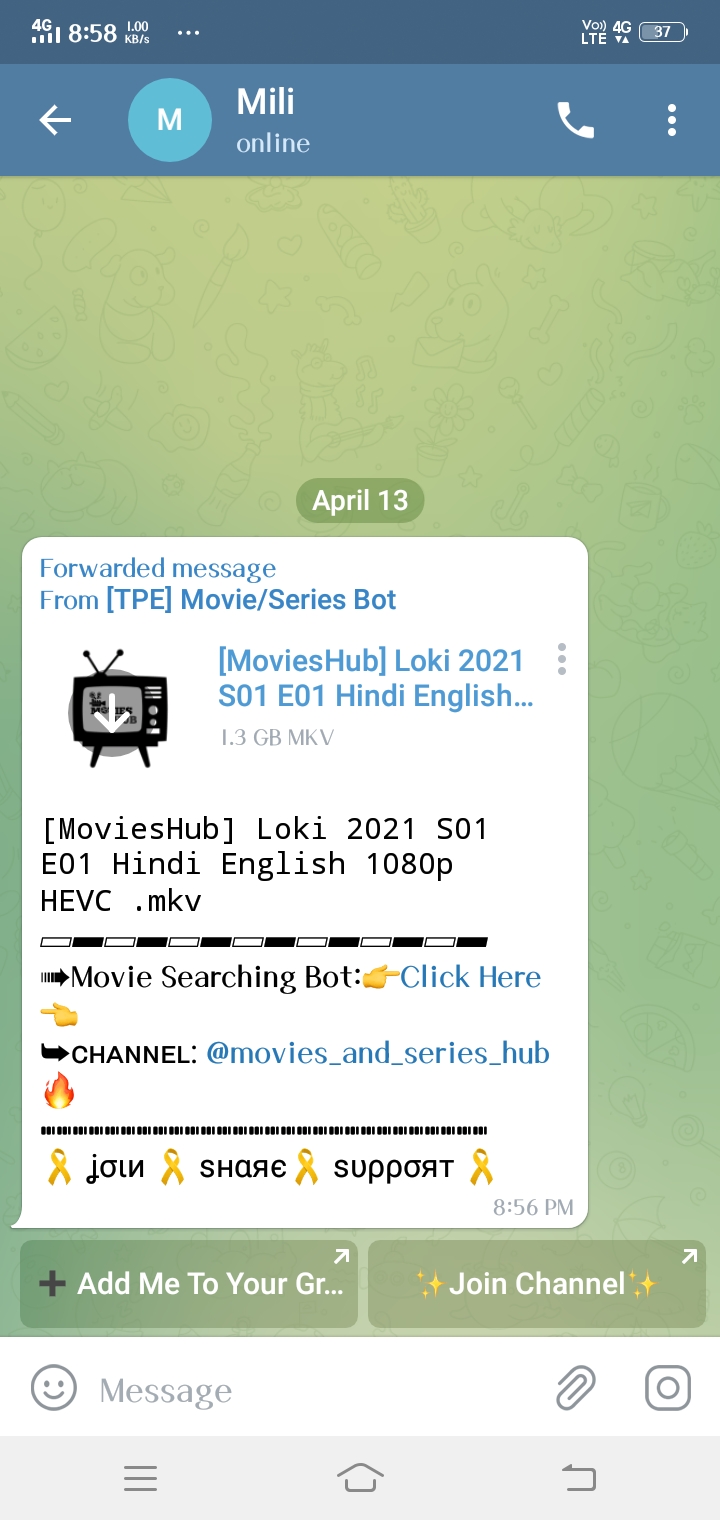 4G 8:58 1.00 KB/s ...
Vo)) LTE 4G 37
M
Mili
online
April 13
Forwarded message
From [TPE] Movie/Series Bot
[MoviesHub] Loki 2021
S01 E01 Hindi English...
1.3 GB MKV
[MoviesHub] Loki 2021 S01
E01 Hindi English 1080p
HEVC .mkv
▭▬▭▬▭▬▭▬▭▬▭▬▭▬
➠Movie Searching Bot:👉Click Here
👈
⮩ᴄʜᴀɴɴᴇʟ: @movies_and_series_hub
🔥
🎗 ʝσιи 🎗 ѕнαяє🎗 ѕυρρσят 🎗
8:56 PM
➕ Add Me To Your Gr...
✨Join Channel✨
Message